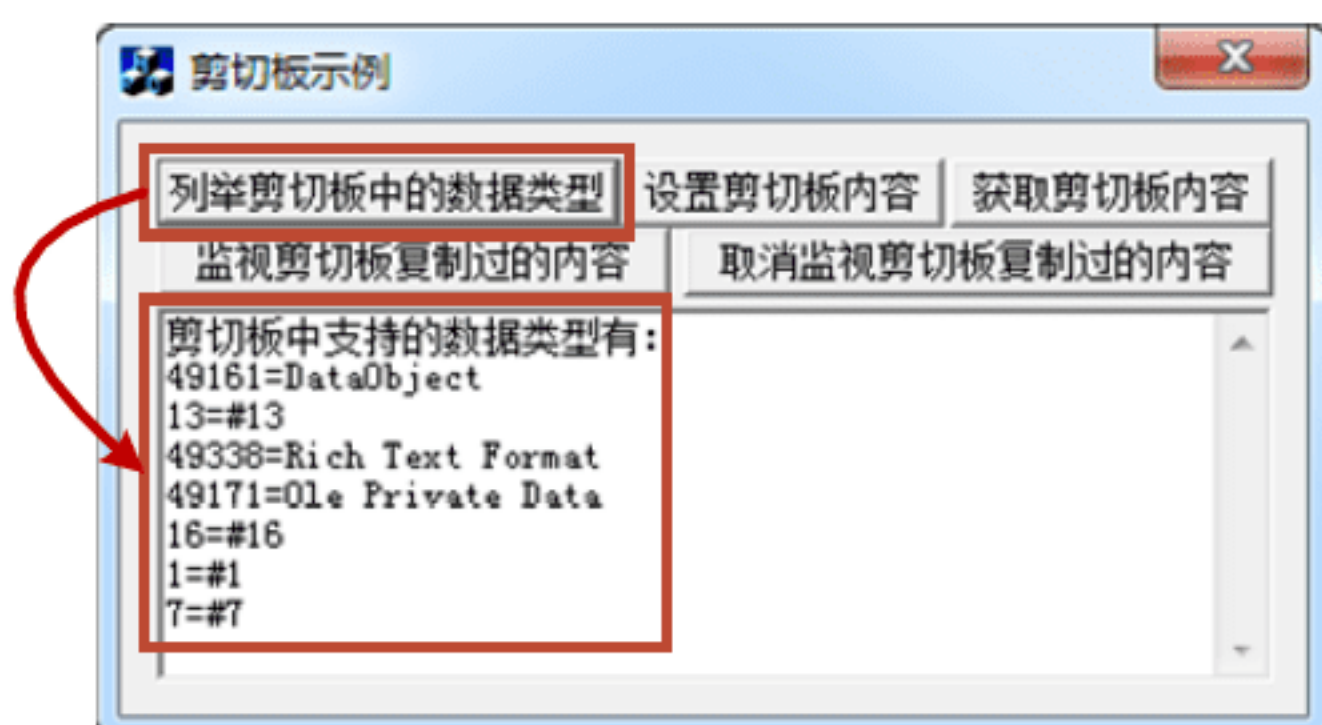 剪切板示例
列举剪切板中的数据类型 设置剪切板内容 获取剪切板内容
监视剪切板复制过的内容 取消监视剪切板复制过的内容
剪切板中支持的数据类型有:
49161=DataObject
13=#13
49338=Rich Text Format
49171=Ole Private Data
16=#16
1=#1
7=#7